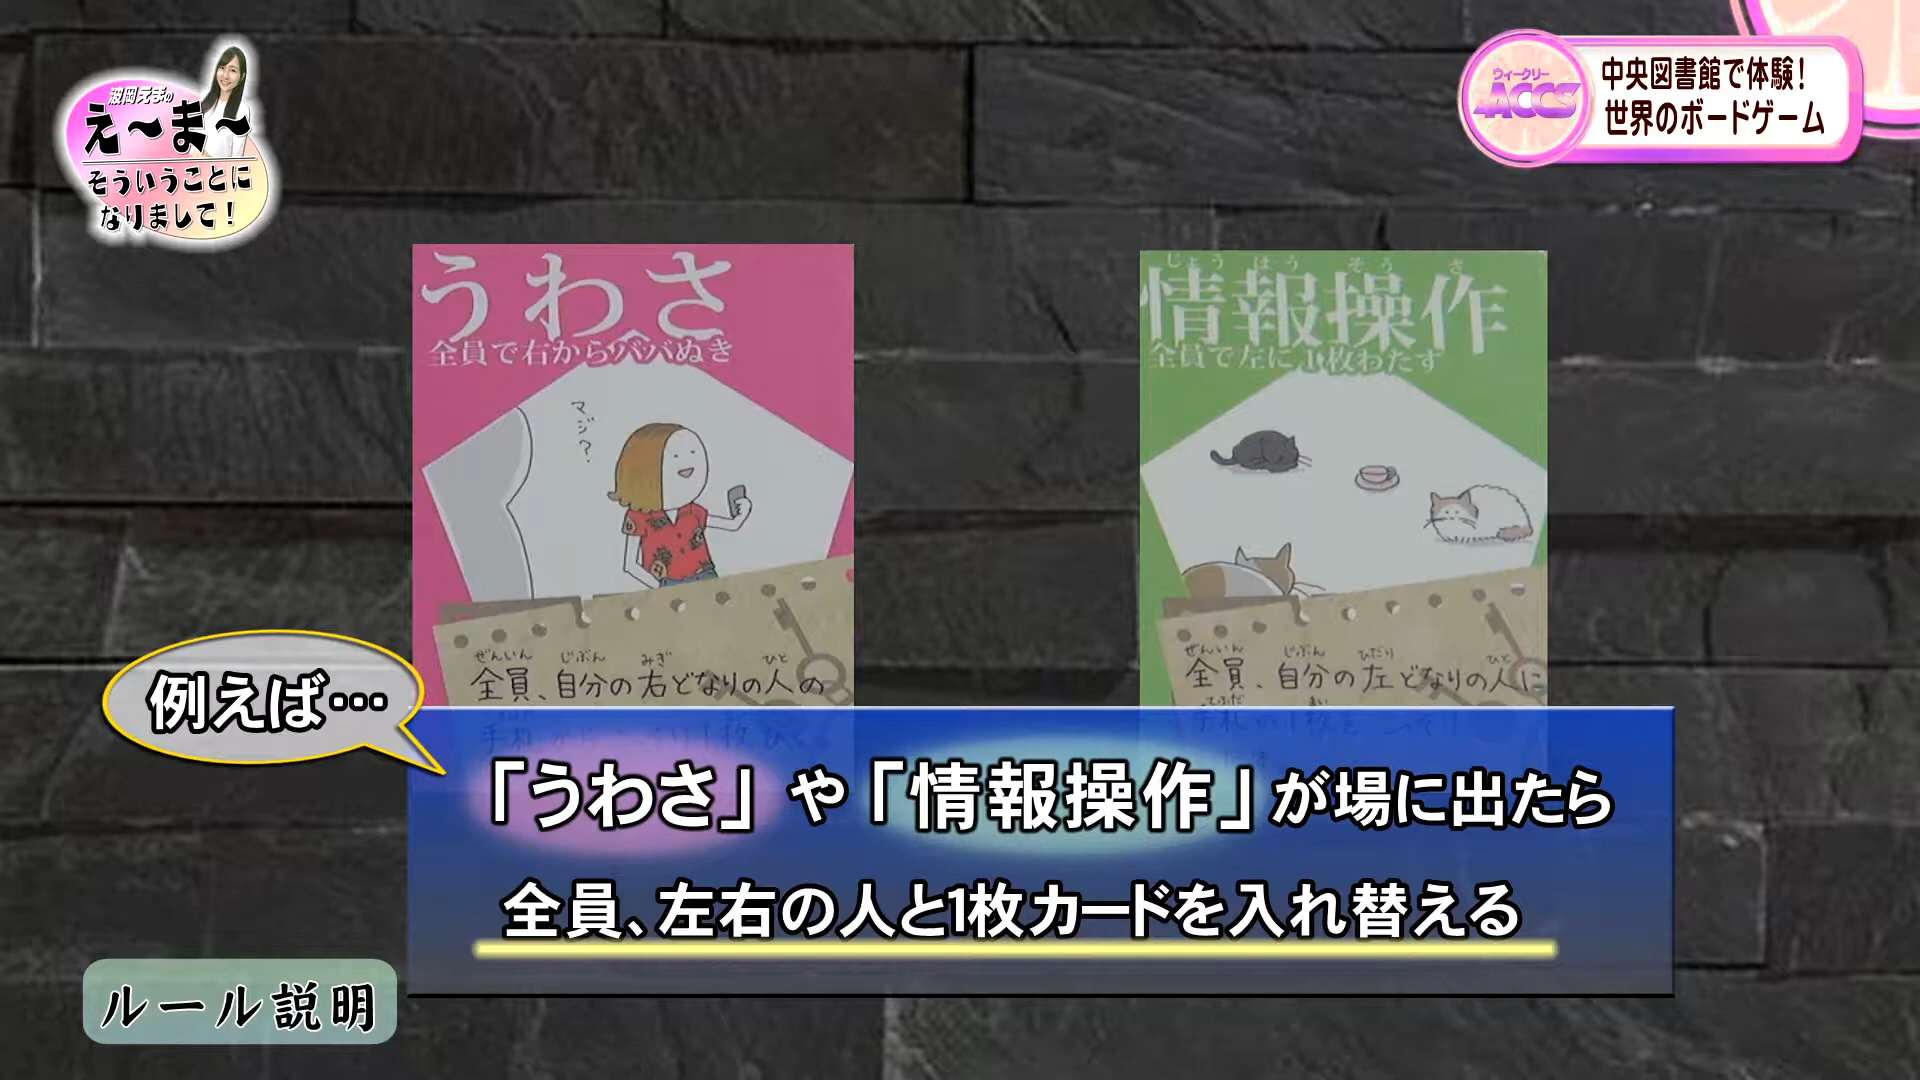 波岡えまの
え〜ま〜
そういうことに
なりまして!
ウィークリー
ACCS
中央図書館で体験!
世界のボードゲーム
うわさ
全員で右からババぬき
マジ?
ぜんいん じぶん みぎ ひと
全員、自分の右どなりの人の
じょうほうそうさ
情報操作
全員で左に1枚わたす
ぜんいん じぶん ひだり ひと
全員、自分の左どなりの人に
例えば…
「うわさ」や「情報操作」が場に出たら
全員、左右の人と1枚カードを入れ替える
ルール説明